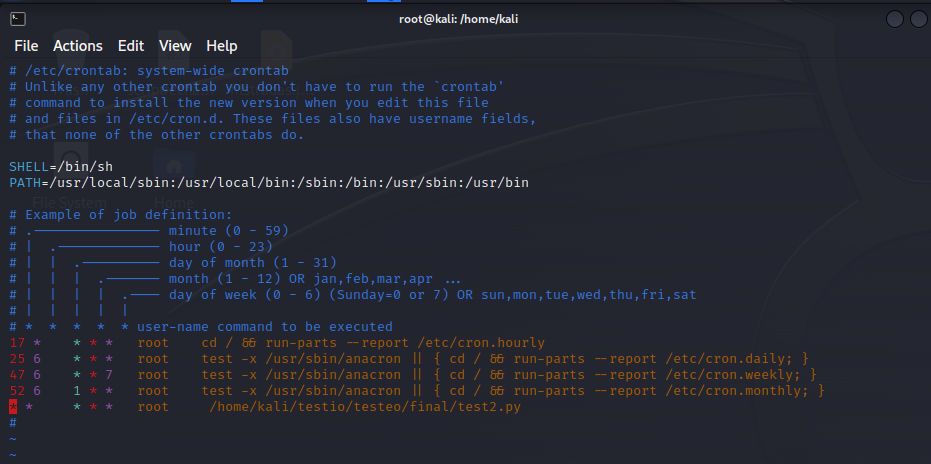 root@kali: /home/kali
File Actions Edit View Help
# /etc/crontab: system-wide crontab
# Unlike any other crontab you don't have to run the `crontab'
# command to install the new version when you edit this file
# and files in /etc/cron.d. These files also have username fields,
# that none of the other crontabs do.
SHELL=/bin/sh
PATH=/usr/local/sbin:/usr/local/bin:/sbin:/bin:/usr/sbin:/usr/bin
File System Home
# Example of job definition:
# .---------------- minute (0 - 59)
# | .------------- hour (0 - 23)
# | | .---------- day of month (1 - 31)
# | | | .------- month (1 - 12) OR jan,feb,mar,apr ...
# | | | | .---- day of week (0 - 6) (Sunday=0 or 7) OR sun,mon,tue,wed,thu,fri,sat
# | | | | |
# * * * * * user-name command to be executed
17 * * * * root cd / && run-parts --report /etc/cron.hourly
25 6 * * * root test -x /usr/sbin/anacron || { cd / && run-parts --report /etc/cron.daily; }
47 6 * * 7 root test -x /usr/sbin/anacron || { cd / && run-parts --report /etc/cron.weekly; }
52 6 1 * * root test -x /usr/sbin/anacron || { cd / && run-parts --report /etc/cron.monthly; }
* * * * * root /home/kali/testio/testeo/final/test2.py
#
~
~